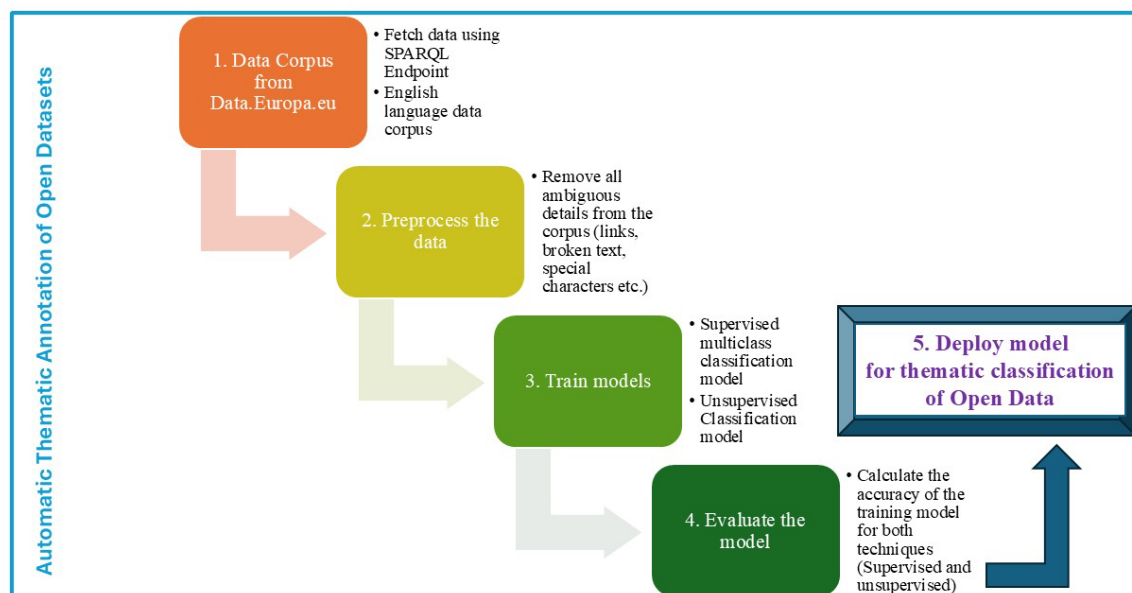 Automatic Thematic Annotation of Open Datasets
1. Data Corpus
from
Data.Europa.eu
• Fetch data using
SPARQL
Endpoint
• English
language data
corpus
2. Preprocess the
data
• Remove all
ambiguous
details from the
corpus (links,
broken text,
special
characters etc.)
3. Train models
• Supervised
multiclass
classification
model
• Unsupervised
Classification
model
4. Evaluate the
model
• Calculate the
accuracy of the
training model
for both
techniques
(Supervised and
unsupervised)
5. Deploy model
for thematic classification
of Open Data